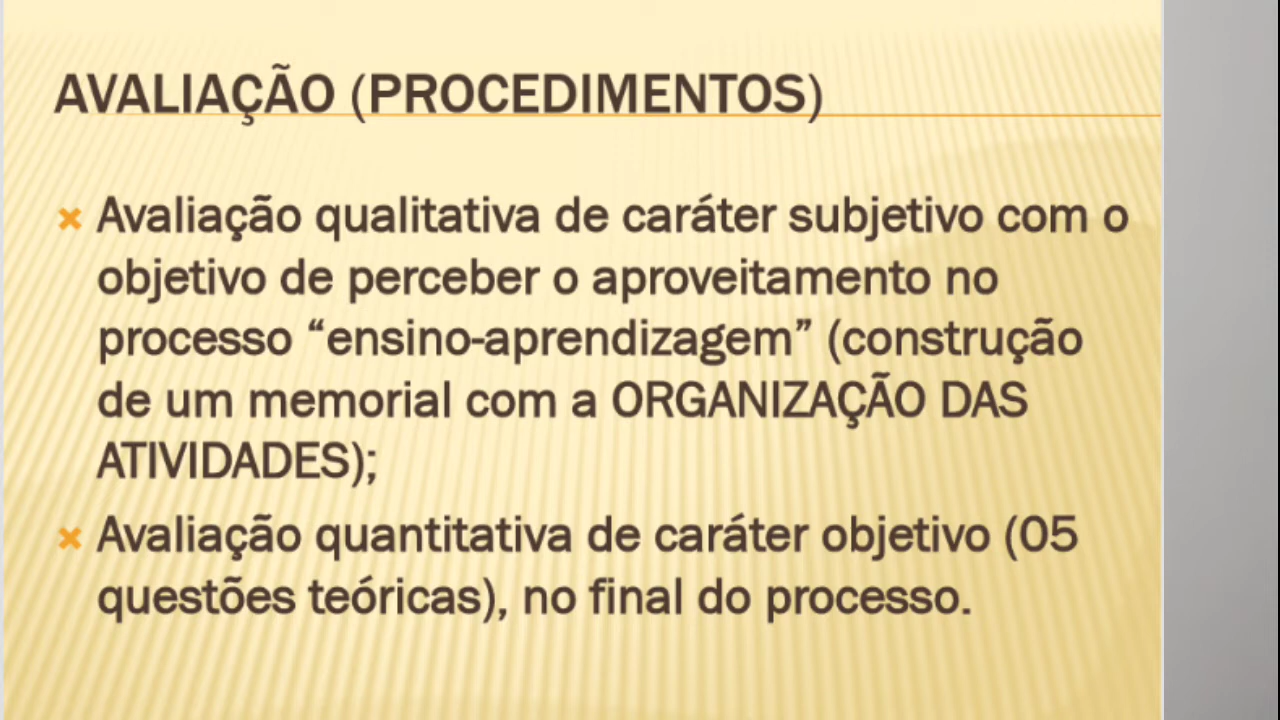 AVALIAÇÃO (PROCEDIMENTOS)
Avaliação qualitativa de caráter subjetivo com o
objetivo de perceber o aproveitamento no
processo “ensino-aprendizagem” (construção
de um memorial com a ORGANIZAÇÃO DAS
ATIVIDADES);
Avaliação quantitativa de caráter objetivo (05
questões teóricas), no final do processo.